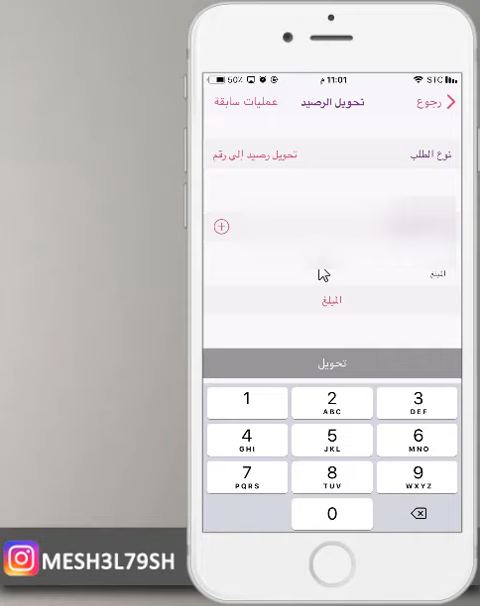 50% 11:01 م STC
رجوع تحويل الرصيد عمليات سابقة
نوع الطلب تحويل رصيد إلى رقم
المبلغ
المبلغ
تحويل
1 2 3
ABC DEF
4 5 6
GHI JKL MNO
7 8 9
PQRS TUV WXYZ
0
MESH3L79SH